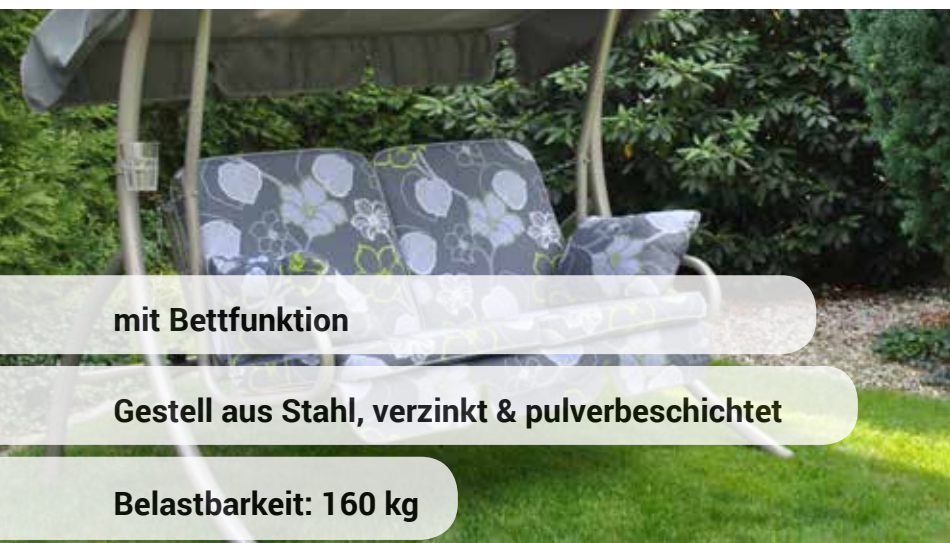 mit Bettfunktion
Gestell aus Stahl, verzinkt & pulverbeschichtet
Belastbarkeit: 160 kg